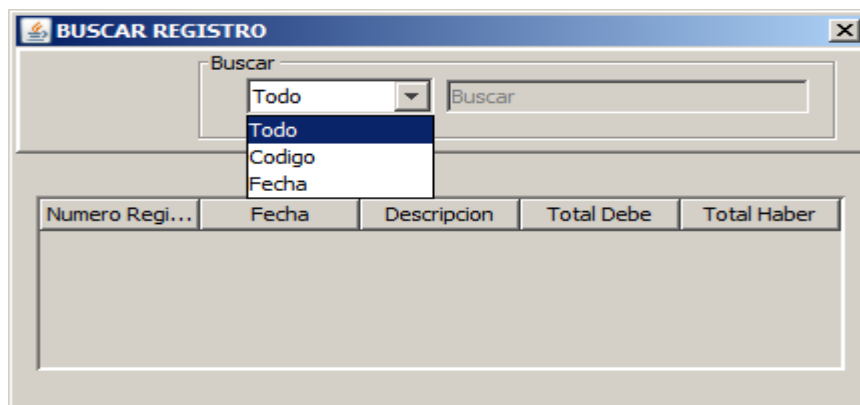 BUSCAR REGISTRO
Buscar
Todo Buscar
Todo
Codigo
Fecha
Numero Regi... Fecha Descripcion Total Debe Total Haber